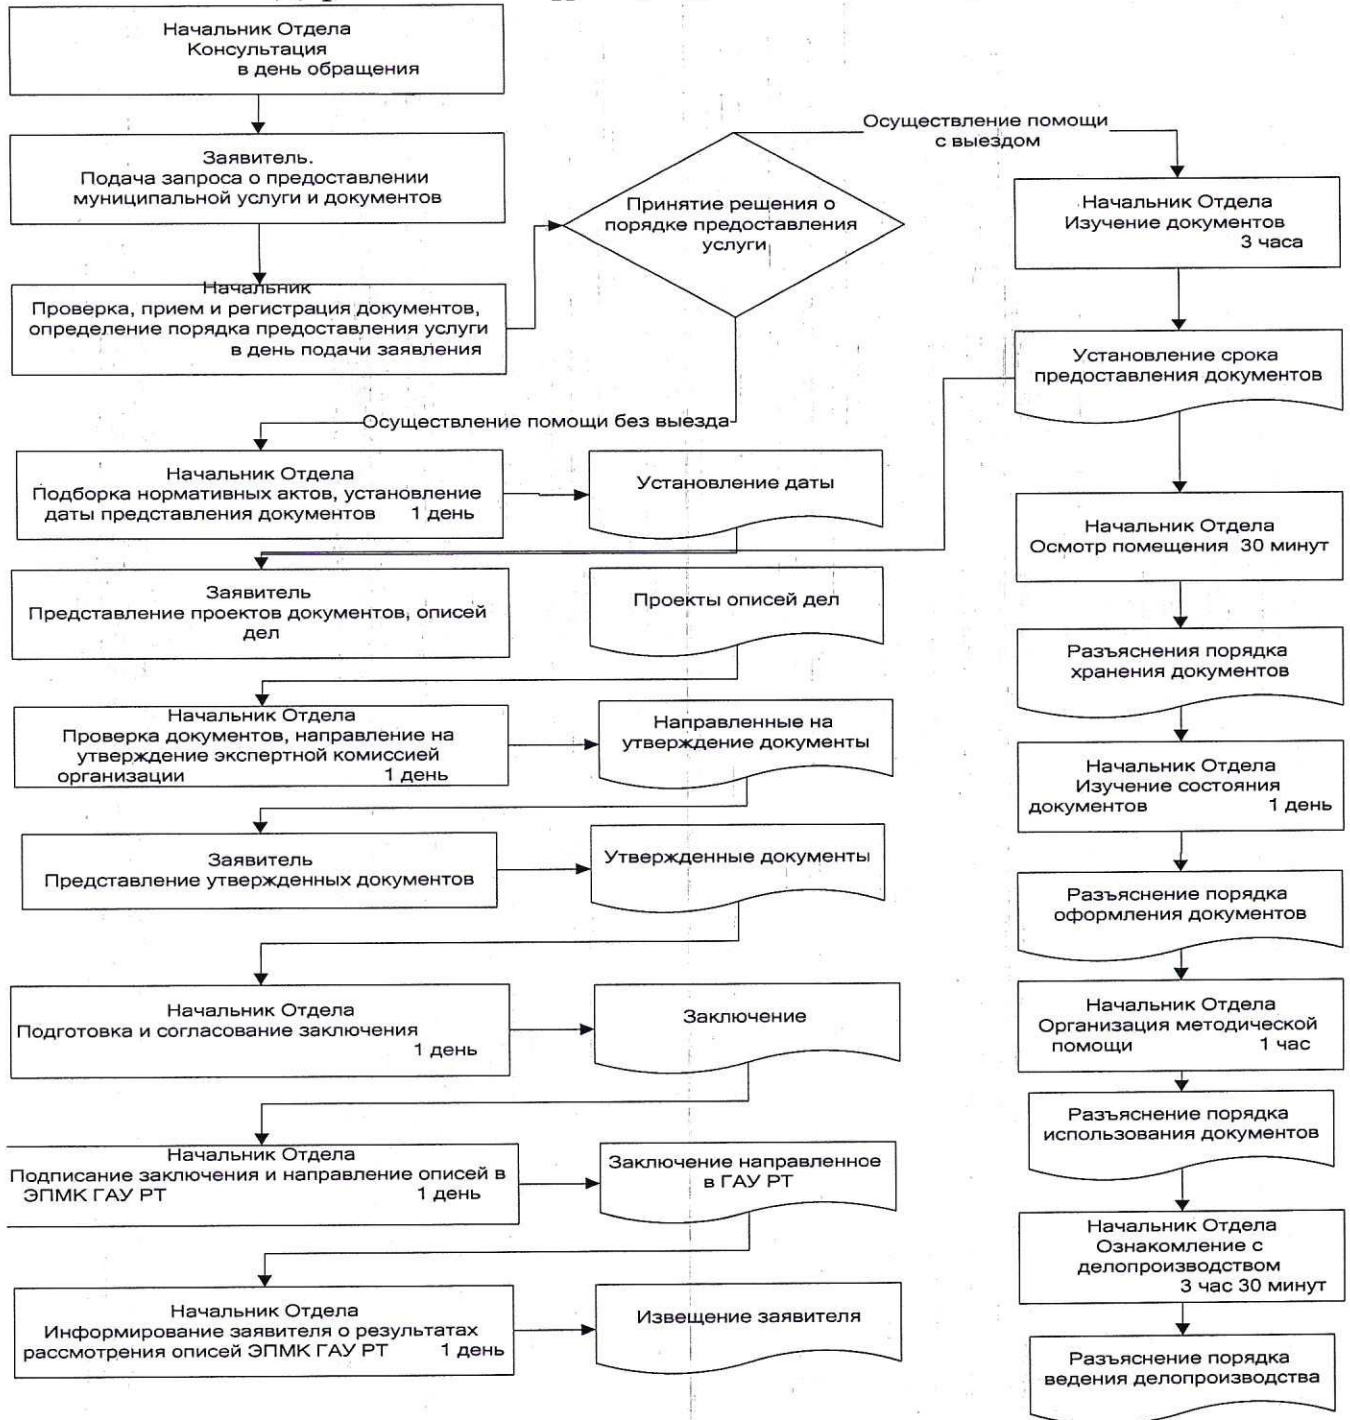 Начальник Отдела
Консультация
в день обращения
Заявитель.
Подача запроса о предоставлении
муниципальной услуги и документов
Начальник
Проверка, прием и регистрация документов,
определение порядка предоставления услуги
в день подачи заявления
Принятие решения о
порядке предоставления
услуги
Осуществление помощи
с выездом
Осуществление помощи без выезда
Начальник Отдела
Подборка нормативных актов, установление
даты представления документов 1 день
Установление даты
Заявитель
Представление проектов документов, описей
дел
Проекты описей дел
Начальник Отдела
Проверка документов, направление на
утверждение экспертной комиссией
организации 1 день
Направленные на
утверждение документы
Заявитель
Представление утвержденных документов
Утвержденные документы
Начальник Отдела
Подготовка и согласование заключения
1 день
Заключение
Начальник Отдела
Подписание заключения и направление описей в
ЭПМК ГАУ РТ 1 день
Заключение направленное
в ГАУ РТ
Начальник Отдела
Информирование заявителя о результатах
рассмотрения описей ЭПМК ГАУ РТ 1 день
Извещение заявителя
Начальник Отдела
Изучение документов
3 часа
Установление срока
предоставления документов
Начальник Отдела
Осмотр помещения 30 минут
Разъяснения порядка
хранения документов
Начальник Отдела
Изучение состояния
документов 1 день
Разъяснение порядка
оформления документов
Начальник Отдела
Организация методической
помощи 1 час
Разъяснение порядка
использования документов
Начальник Отдела
Ознакомление с
делопроизводством
3 час 30 минут
Разъяснение порядка
ведения делопроизводства